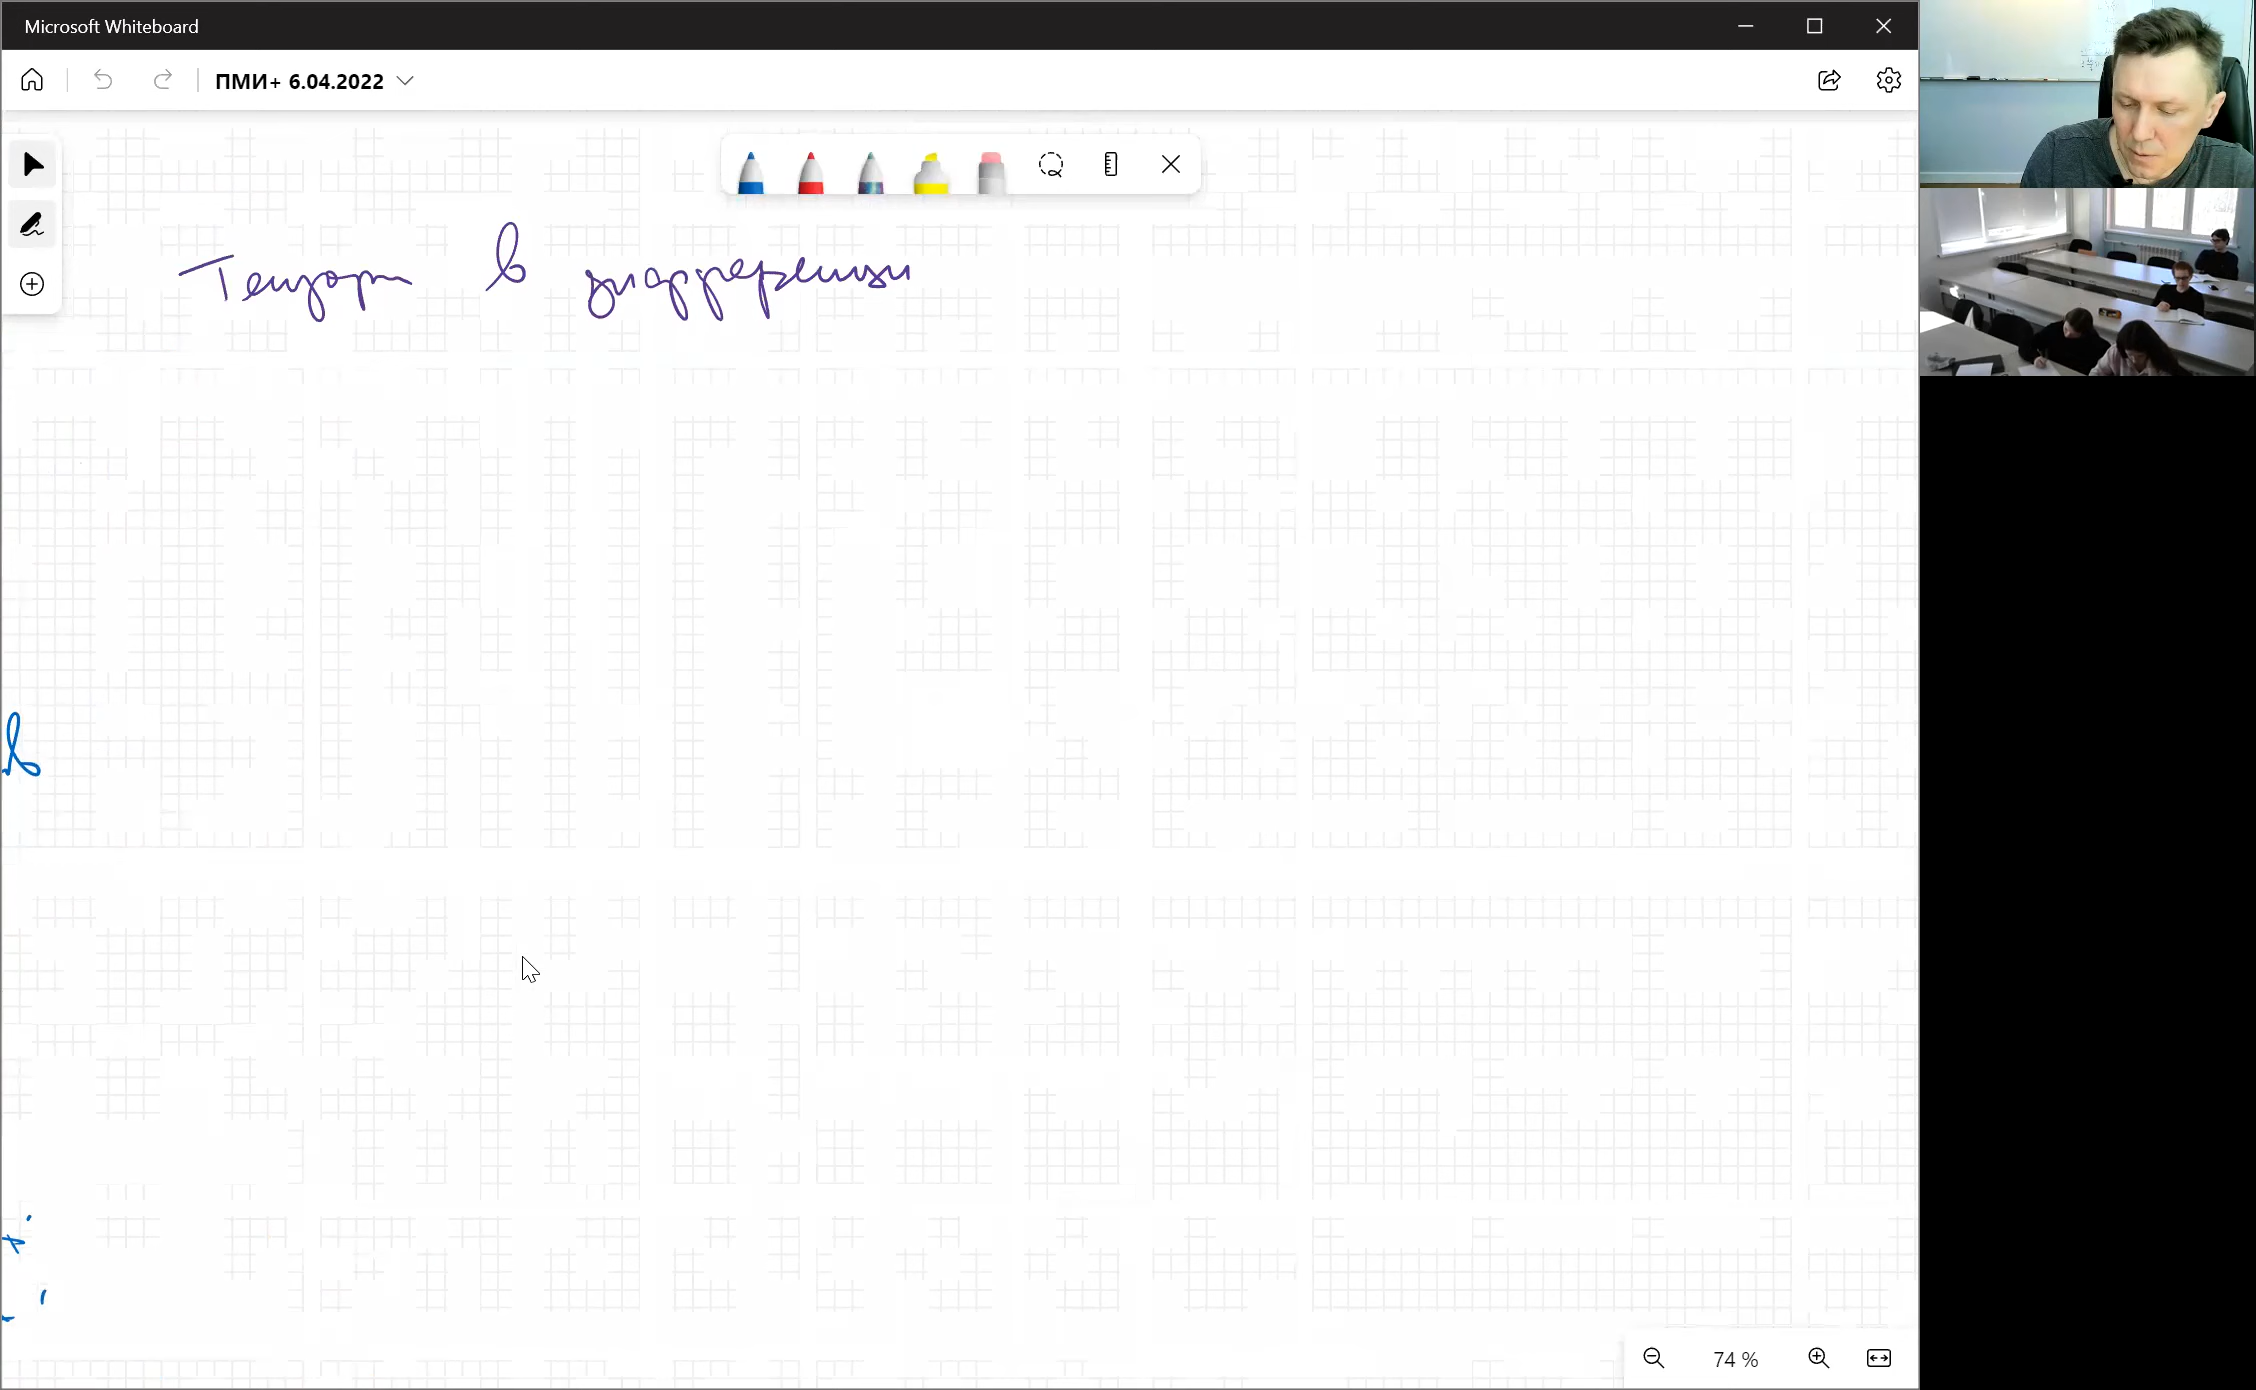 Microsoft Whiteboard
ПМИ+ 6.04.2022
Тензоры в дифференци
в
74 %